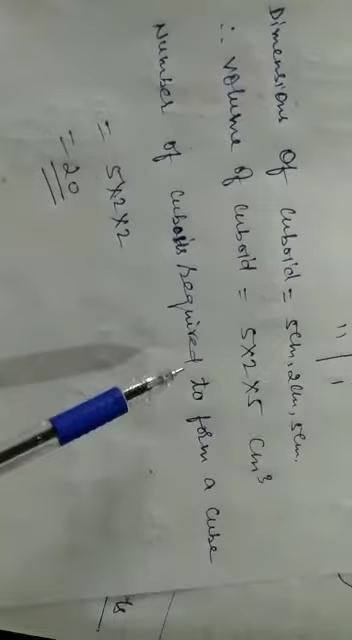 Dimensions of cuboid = 5cm, 2cm, 5cm.
∴ volume of cuboid = 5×2×5 cm³
Number of cuboids required to form a cube
= 5×2×2
= 20